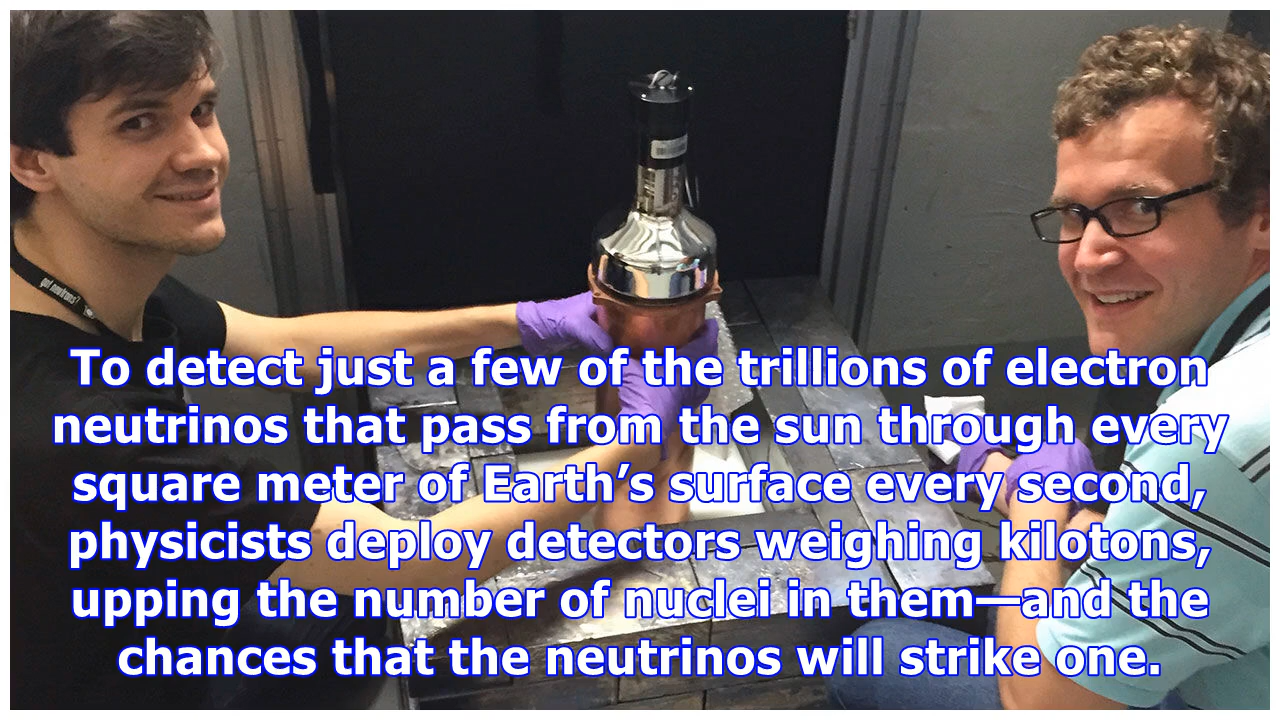 got neutrons?
To detect just a few of the trillions of electron
neutrinos that pass from the sun through every
square meter of Earth’s surface every second,
physicists deploy detectors weighing kilotons,
upping the number of nuclei in them—and the
chances that the neutrinos will strike one.